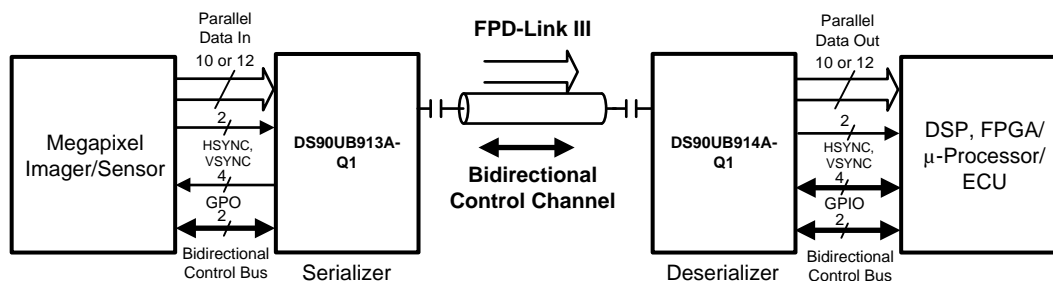 Parallel
Data In
10 or 12
2
HSYNC,
VSYNC
4
GPO
2
Bidirectional
Control Bus
Megapixel
Imager/Sensor
DS90UB913A-
Q1
Serializer
FPD-Link III
Bidirectional
Control Channel
DS90UB914A-
Q1
Deserializer
Parallel
Data Out
10 or 12
2
HSYNC,
VSYNC
4
GPIO
2
Bidirectional
Control Bus
DSP, FPGA/
μ-Processor/
ECU